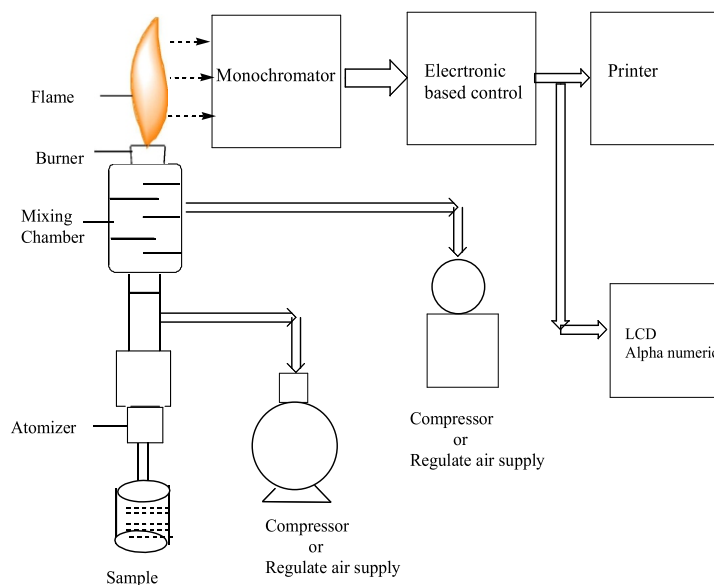 Flame
Burner
Mixing
Chamber
Atomizer
Sample
Monochromator
Elecrtronic
based control
Printer
LCD
Alpha numeric
Compressor
or
Regulate air supply
Compressor
or
Regulate air supply